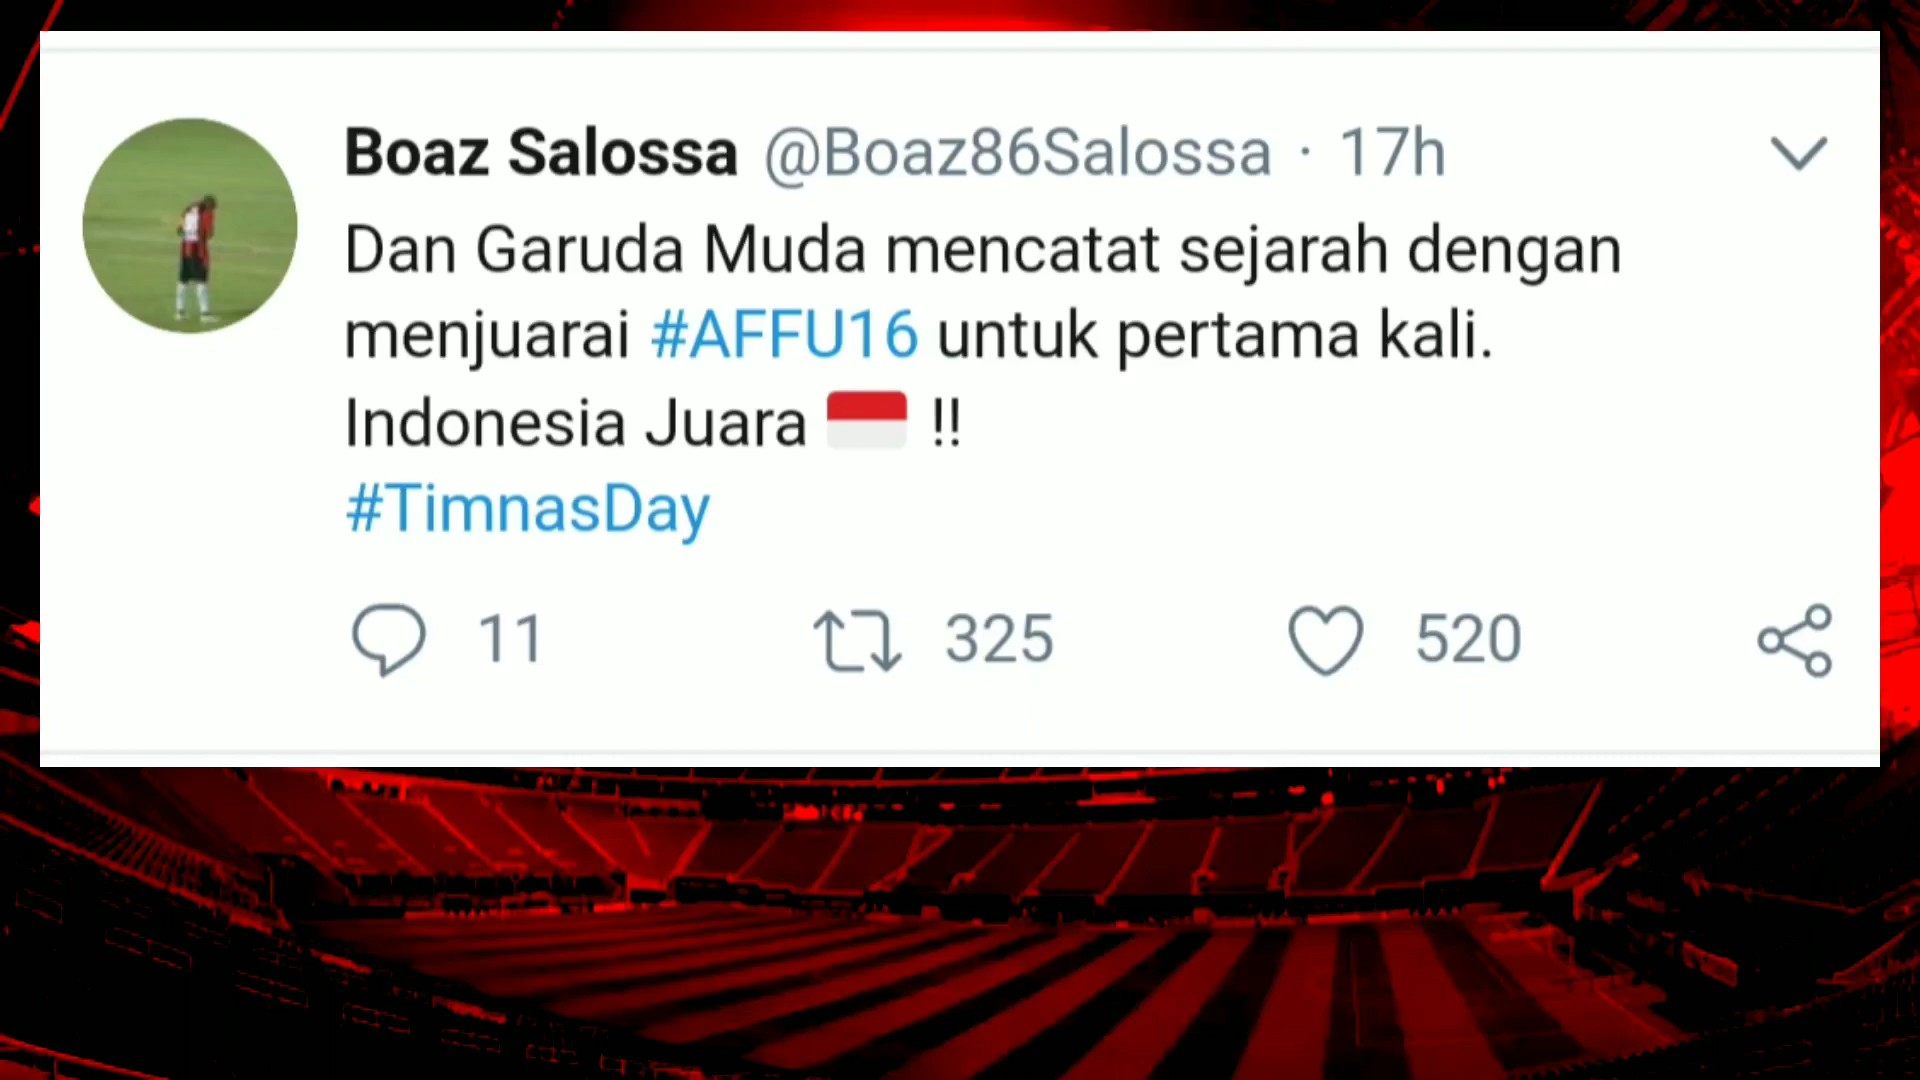 Boaz Salossa @Boaz86Salossa · 17h
Dan Garuda Muda mencatat sejarah dengan
menjuarai #AFFU16 untuk pertama kali.
Indonesia Juara 🇮🇩 !!
#TimnasDay
11 325 520